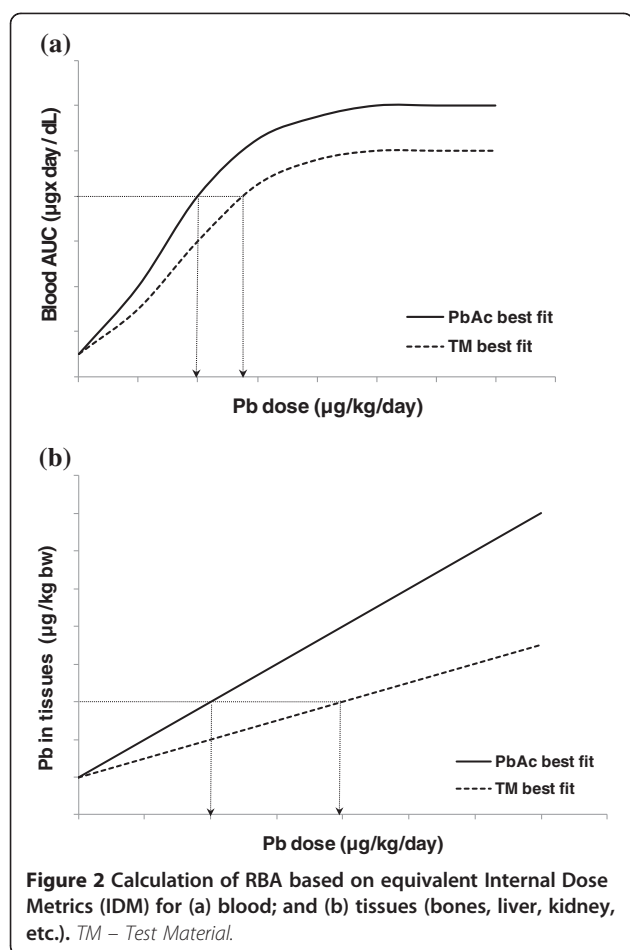 (a)
Blood AUC (µgx day / dL)
PbAc best fit
TM best fit
Pb dose (µg/kg/day)
(b)
Pb in tissues (µg/kg bw)
PbAc best fit
TM best fit
Pb dose (µg/kg/day)
Figure 2 Calculation of RBA based on equivalent Internal Dose
Metrics (IDM) for (a) blood; and (b) tissues (bones, liver, kidney,
etc.). TM – Test Material.